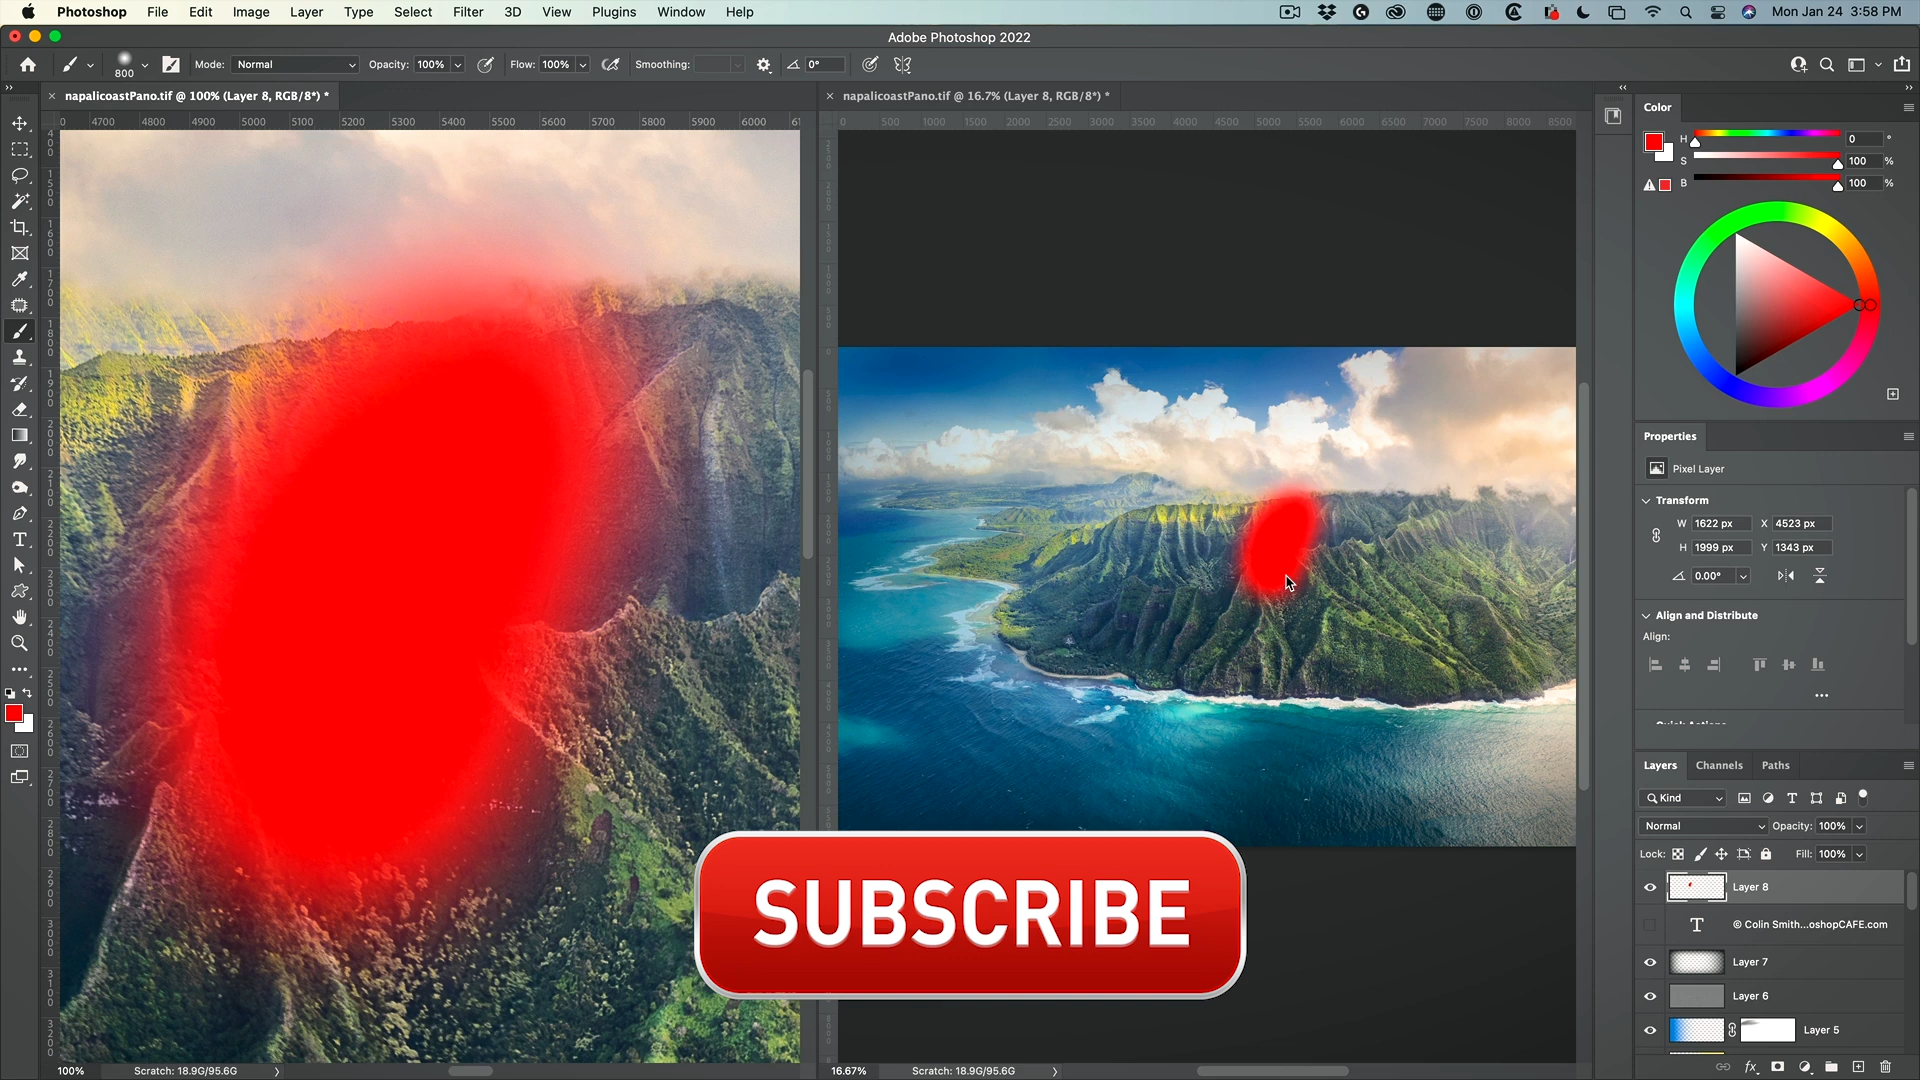 Photoshop File Edit Image Layer Type Select Filter 3D View Plugins Window Help Mon Jan 24 3:58 PM
Adobe Photoshop 2022
800 Mode: Normal Opacity: 100% Flow: 100% Smoothing: 0°
napalicoastPano.tif @ 100% (Layer 8, RGB/8*) *
napalicoastPano.tif @ 16.7% (Layer 8, RGB/8*) *
4700 4800 4900 5000 5100 5200 5300 5400 5500 5600 5700 5800 5900 6000
0 500 1000 1500 2000 2500 3000 3500 4000 4500 5000 5500 6000 6500 7000 7500 8000 8500
Color
H 0 °
S 100 %
B 100 %
Properties
Pixel Layer
Transform
W 1622 px X 4523 px
H 1999 px Y 1343 px
0.00°
Align and Distribute
Align:
Layers Channels Paths
Kind
Normal Opacity: 100%
Lock: Fill: 100%
Layer 8
T © Colin Smith...oshopCAFE.com
Layer 7
Layer 6
Layer 5
SUBSCRIBE
100% Scratch: 18.9G/95.6G
16.67% Scratch: 18.9G/95.6G